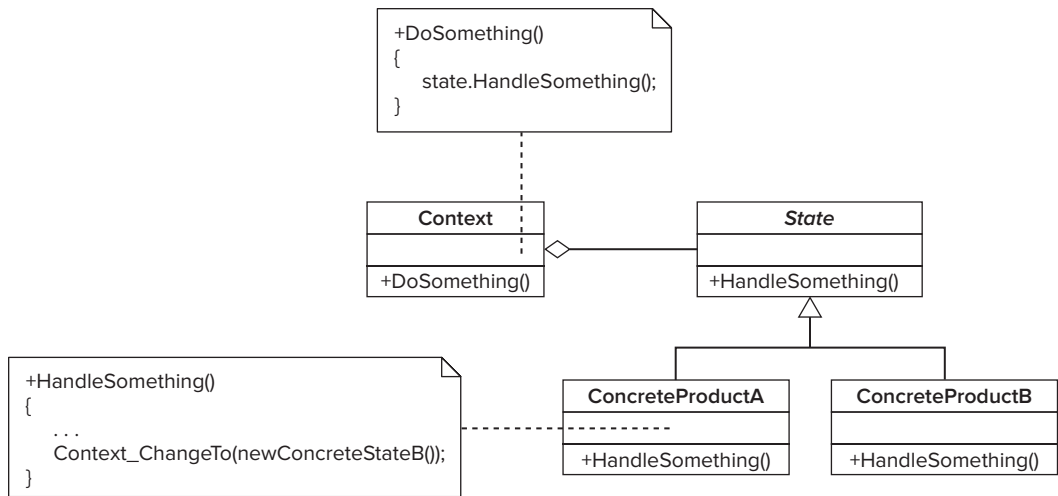 +DoSomething()
{
state.HandleSomething();
}
Context
+DoSomething()
State
+HandleSomething()
+HandleSomething()
{
. . .
Context_ChangeTo(newConcreteStateB());
}
ConcreteProductA
+HandleSomething()
ConcreteProductB
+HandleSomething()